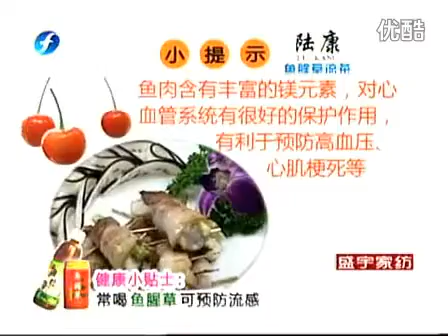 优酷
小提示
陆康
LU KANG
鱼腥草凉茶
鱼肉含有丰富的镁元素，对心
血管系统有很好的保护作用，
有利于预防高血压、
心肌梗死等
盛宇家纺
健康小贴士：
常喝鱼腥草可预防流感